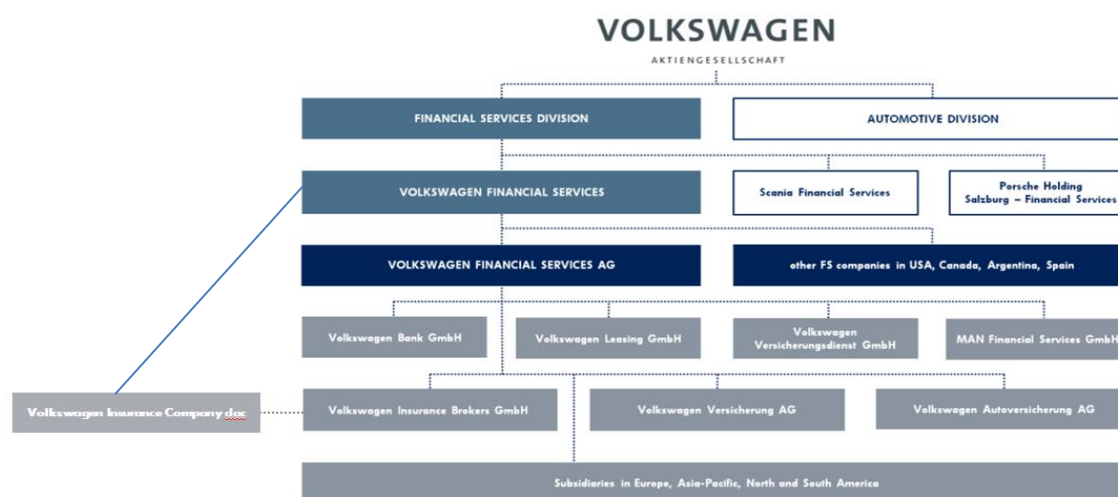 VOLKSWAGEN
AKTIENGESELLSCHAFT
FINANCIAL SERVICES DIVISION
AUTOMOTIVE DIVISION
VOLKSWAGEN FINANCIAL SERVICES
Scania Financial Services
Porsche Holding
Salzburg – Financial Services
VOLKSWAGEN FINANCIAL SERVICES AG
other FS companies in USA, Canada, Argentina, Spain
Volkswagen Bank GmbH
Volkswagen Leasing GmbH
Volkswagen
Versicherungsdienst GmbH
MAN Financial Services GmbH
Volkswagen Insurance Company doc
Volkswagen Insurance Brokers GmbH
Volkswagen Versicherung AG
Volkswagen Autoversicherung AG
Subsidiaries in Europe, Asia-Pacific, North and South America